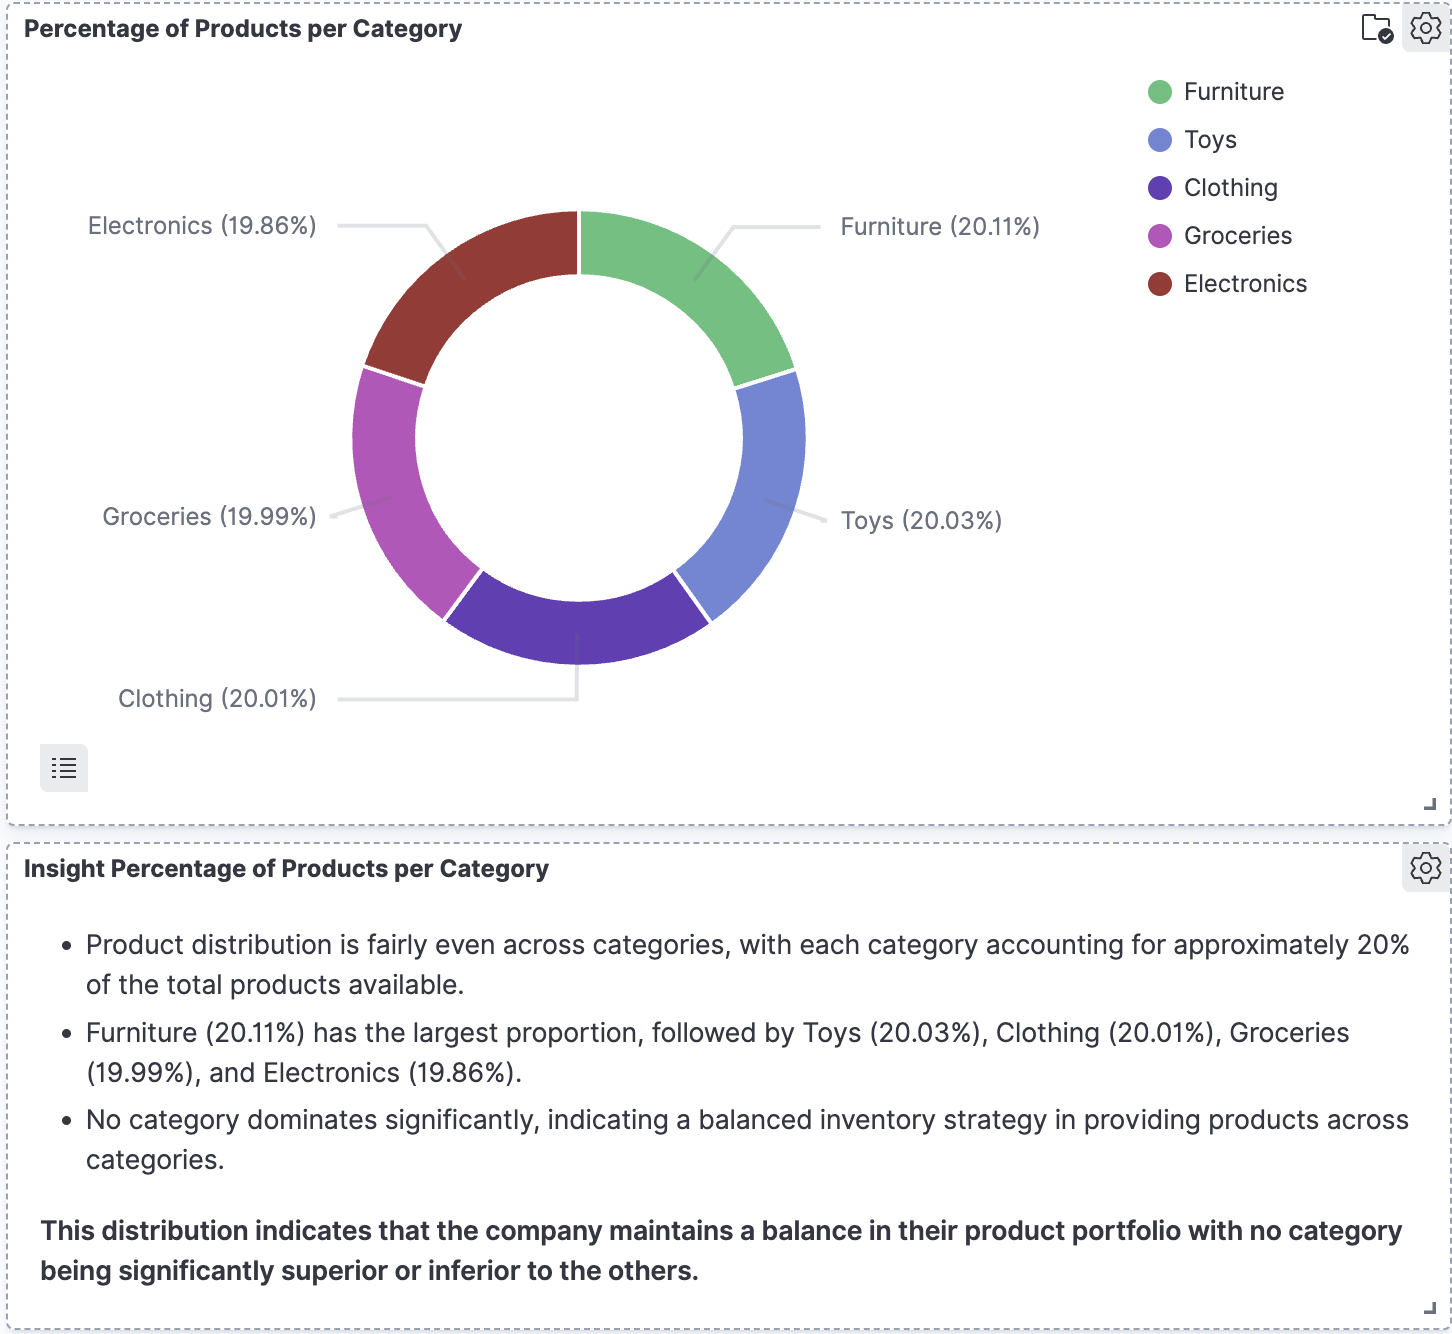 Percentage of Products per Category
Furniture
Toys
Clothing
Groceries
Electronics
Electronics (19.86%)
Furniture (20.11%)
Groceries (19.99%)
Toys (20.03%)
Clothing (20.01%)
Insight Percentage of Products per Category
• Product distribution is fairly even across categories, with each category accounting for approximately 20%
of the total products available.
• Furniture (20.11%) has the largest proportion, followed by Toys (20.03%), Clothing (20.01%), Groceries
(19.99%), and Electronics (19.86%).
• No category dominates significantly, indicating a balanced inventory strategy in providing products across
categories.
This distribution indicates that the company maintains a balance in their product portfolio with no category
being significantly superior or inferior to the others.